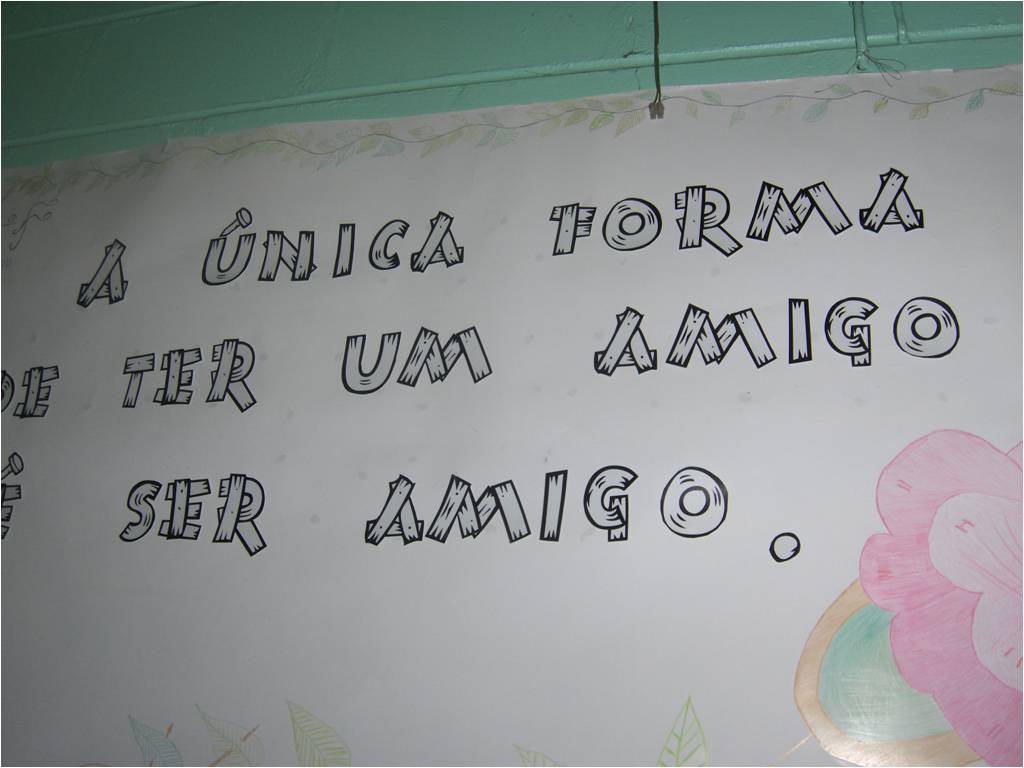 A ÚNICA FORMA
DE TER UM AMIGO
É SER AMIGO.